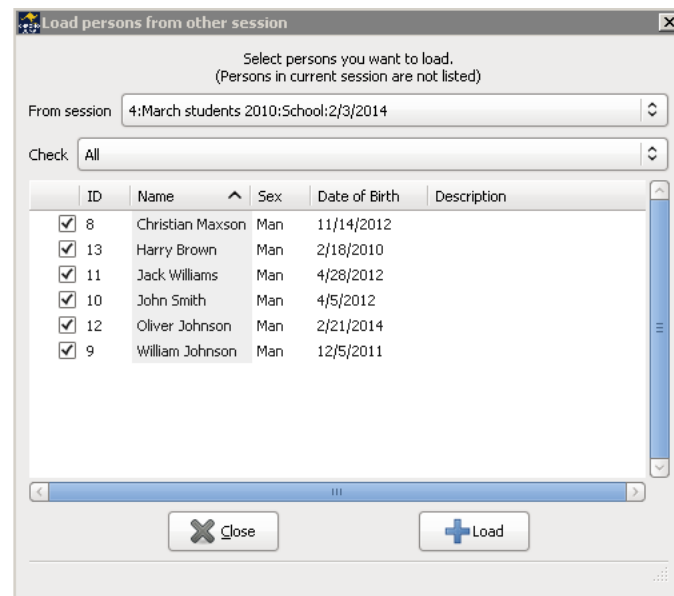 Load persons from other session
Select persons you want to load.
(Persons in current session are not listed)
From session 4:March students 2010:School:2/3/2014
Check All
ID Name Sex Date of Birth Description
8 Christian Maxson Man 11/14/2012
13 Harry Brown Man 2/18/2010
11 Jack Williams Man 4/28/2012
10 John Smith Man 4/5/2012
12 Oliver Johnson Man 2/21/2014
9 William Johnson Man 12/5/2011
Close Load